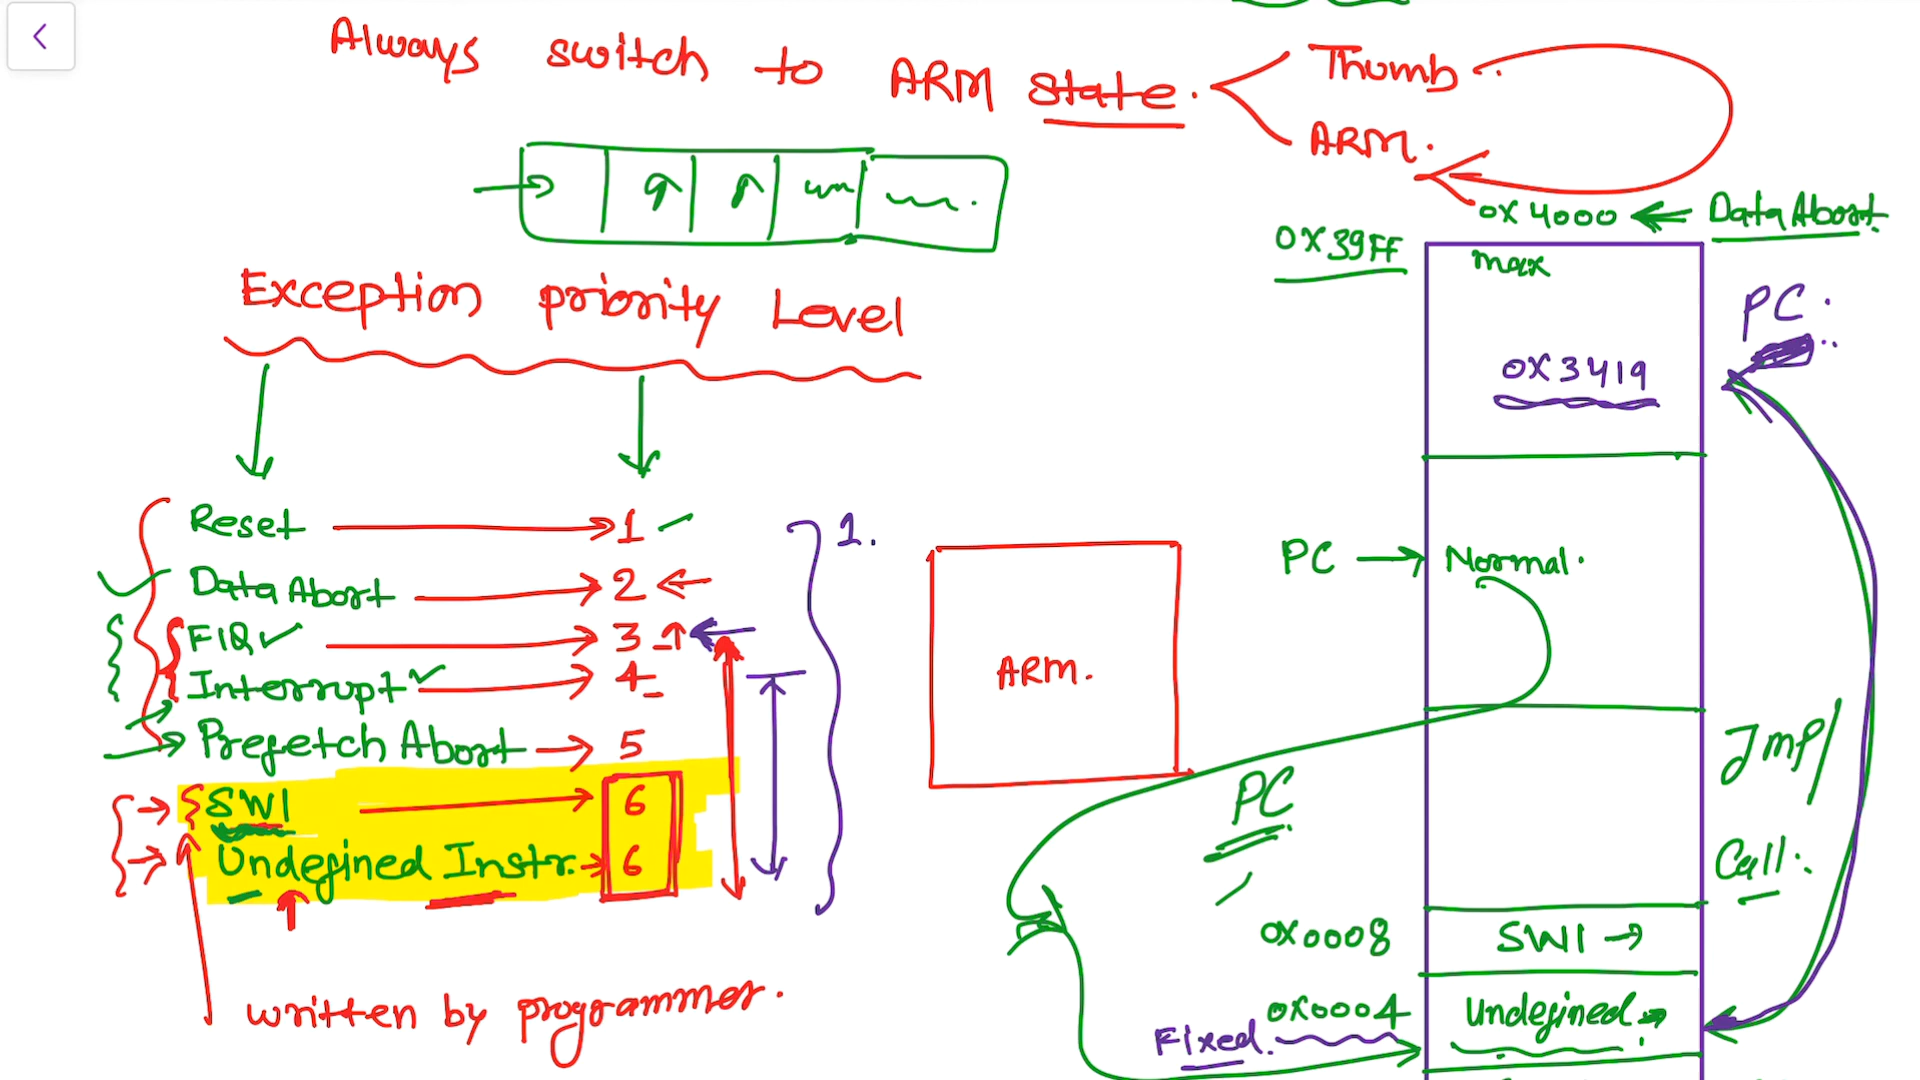 Always switch to ARM state.
Thumb
ARM.
0x4000 ← Data Abort
0x39FF
max
Exception priority Level
PC.
0x3419
Reset → 1 ✓
Data Abort → 2 ←
FIQ ✓ → 3 ↑
Interrupt ✓ → 4
Prefetch Abort → 5
SWI → 6
Undefined Instr. → 6
1.
ARM.
PC → Normal.
Jmp/
Call:
PC
0x0008
SWI →
0x0004
Undefined →
Fixed.
written by programmer.